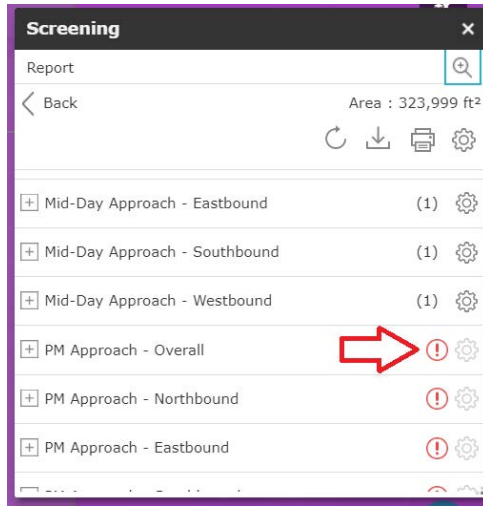 Screening
Report
Back Area : 323,999 ft²
Mid-Day Approach - Eastbound (1)
Mid-Day Approach - Southbound (1)
Mid-Day Approach - Westbound (1)
PM Approach - Overall
PM Approach - Northbound
PM Approach - Eastbound